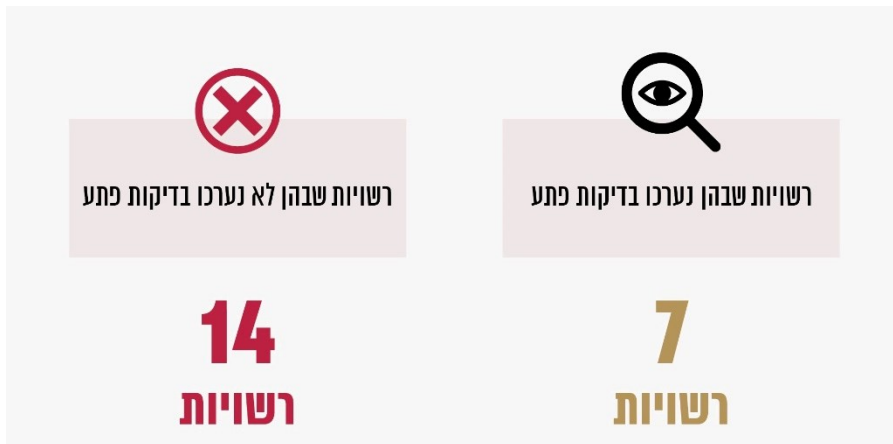 רשויות שבהן נערכו בדיקות פתע
7
רשויות
רשויות שבהן לא נערכו בדיקות פתע
14
רשויות